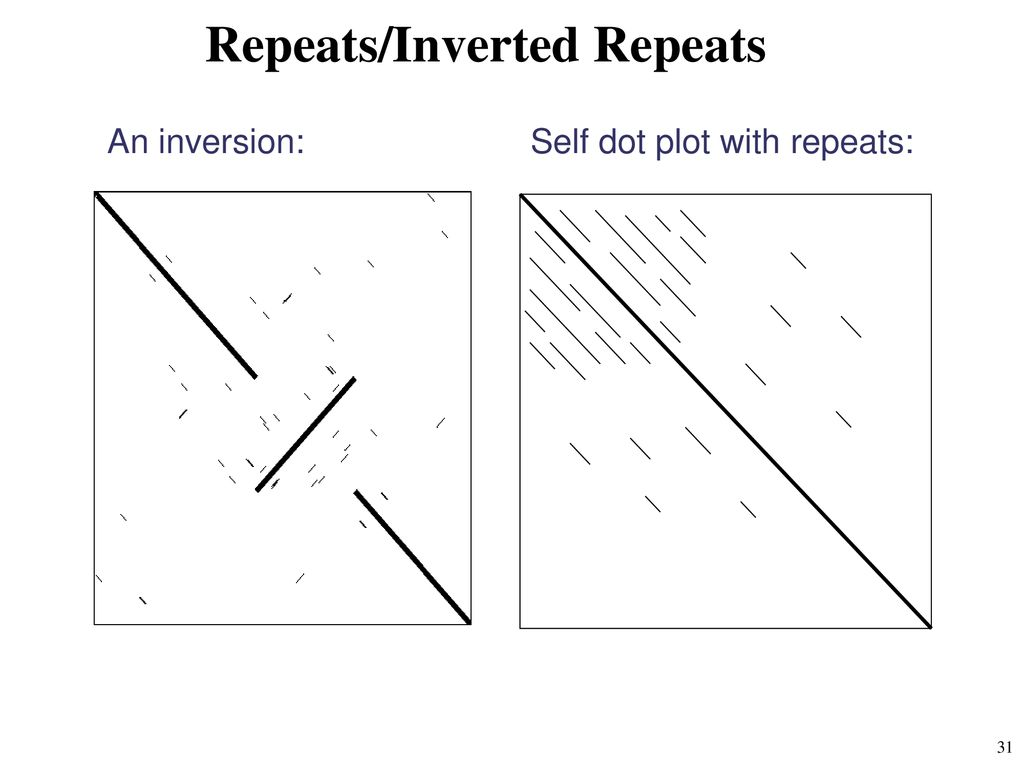 Repeats/Inverted Repeats
An inversion:
Self dot plot with repeats:
31